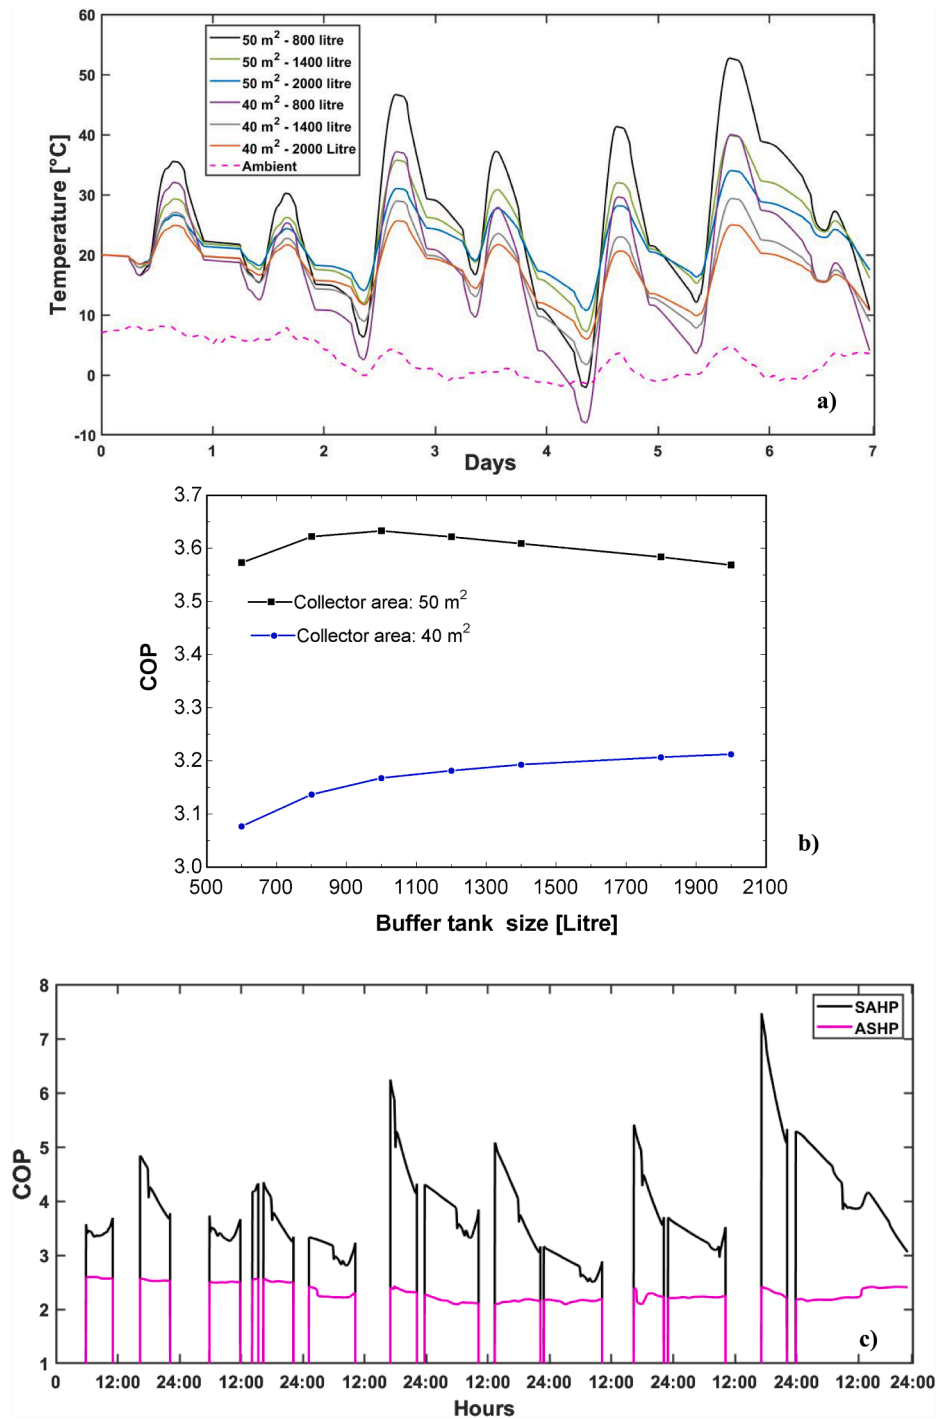 60
50
40
30
20
10
0
-10
Temperature [°C]
50 m2 - 800 litre
50 m2 - 1400 litre
50 m2 - 2000 litre
40 m2 - 800 litre
40 m2 - 1400 litre
40 m2 - 2000 Litre
Ambient
a)
0 1 2 3 4 5 6 7
Days
3.7
3.6
3.5
3.4
3.3
3.2
3.1
3.0
COP
Collector area: 50 m2
Collector area: 40 m2
b)
500 700 900 1100 1300 1500 1700 1900 2100
Buffer tank size [Litre]
8
7
6
5
4
3
2
1
COP
SAHP
ASHP
c)
0 12:00 24:00 12:00 24:00 12:00 24:00 12:00 24:00 12:00 24:00 12:00 24:00 12:00 24:00
Hours